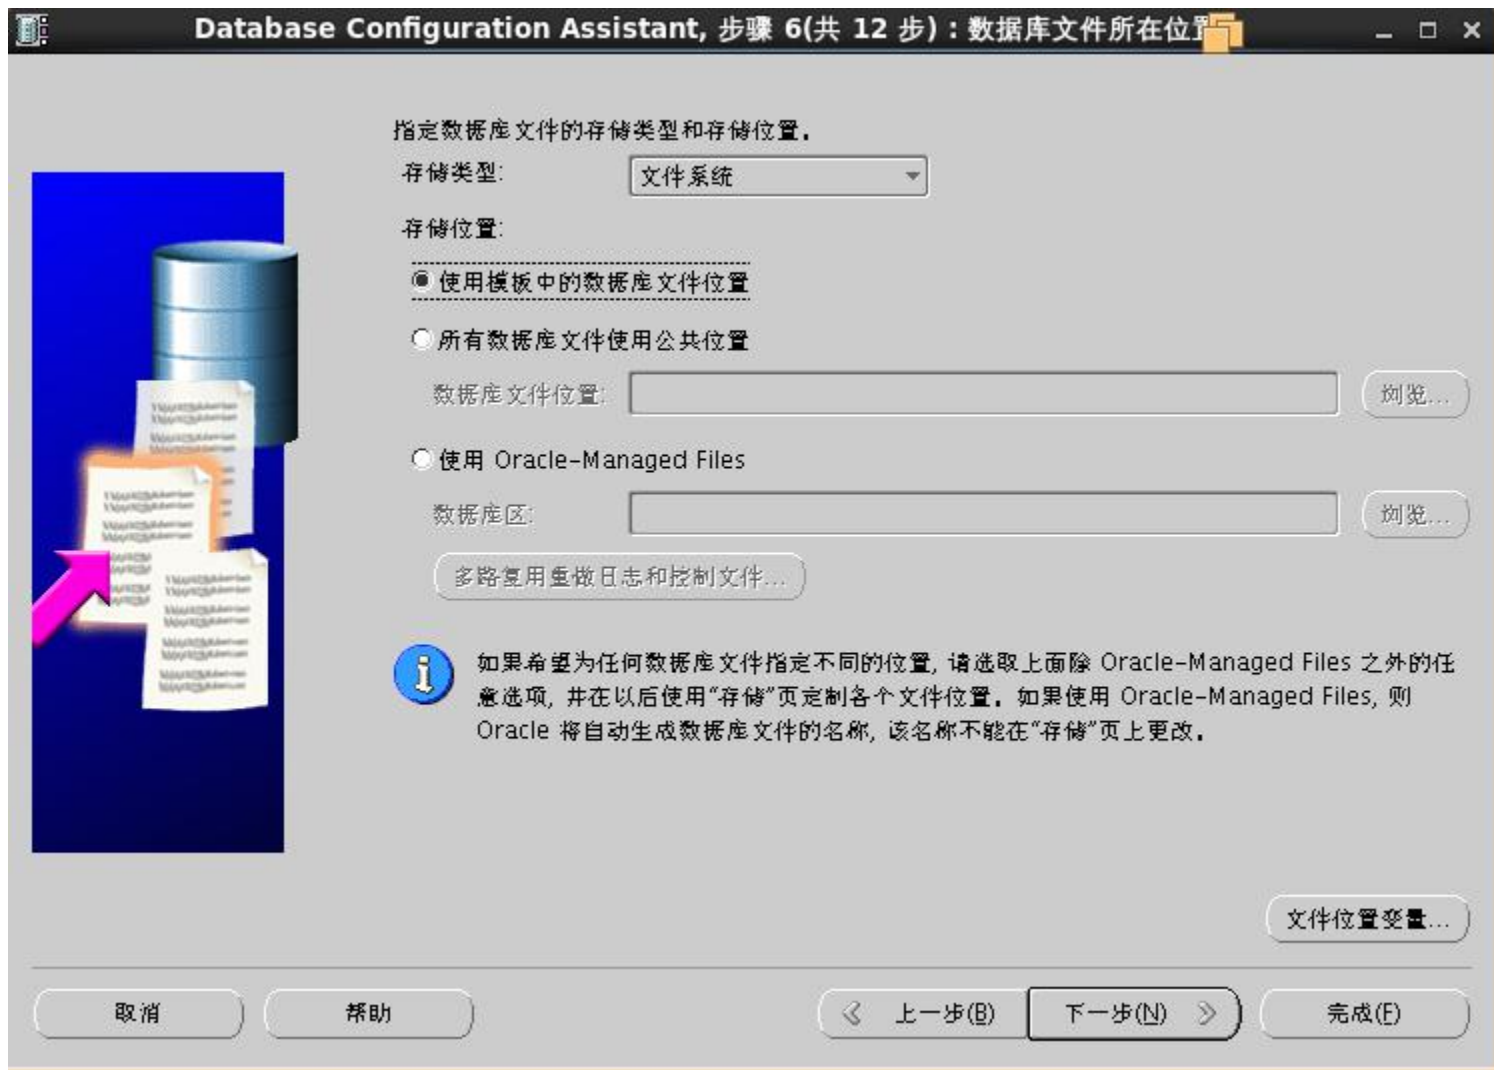 Database Configuration Assistant, 步骤 6(共 12 步) : 数据库文件所在位置
指定数据库文件的存储类型和存储位置。
存储类型:
文件系统
存储位置:
使用模板中的数据库文件位置
所有数据库文件使用公共位置
数据库文件位置:
浏览...
使用 Oracle-Managed Files
数据库区:
浏览...
多路复用重做日志和控制文件...
如果希望为任何数据库文件指定不同的位置, 请选取上面除 Oracle-Managed Files 之外的任
意选项, 并在以后使用“存储”页定制各个文件位置。如果使用 Oracle-Managed Files, 则
Oracle 将自动生成数据库文件的名称, 该名称不能在“存储”页上更改。
文件位置变量...
取消
帮助
上一步(B)
下一步(N)
完成(F)